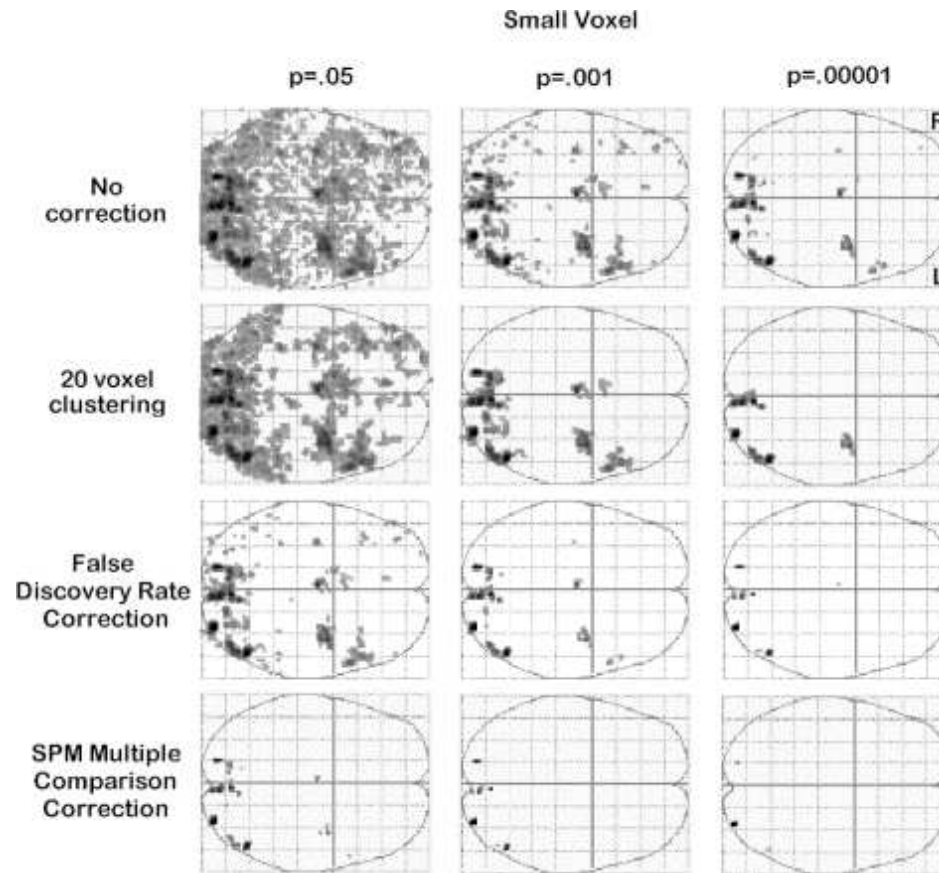 Small Voxel
p=.05
p=.001
p=.00001
R
No
correction
L
20 voxel
clustering
False
Discovery Rate
Correction
SPM Multiple
Comparison
Correction